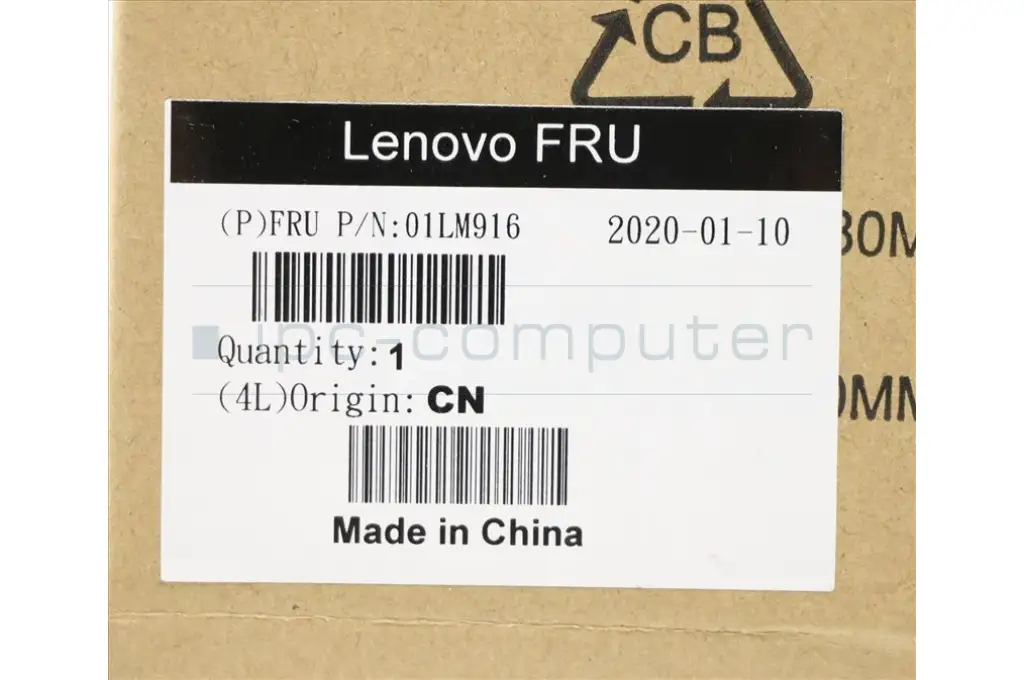 CB
Lenovo FRU
(P)FRU P/N:01LM916
2020-01-10
ipc-computer
Quantity:1
(4L)Origin: CN
Made in China